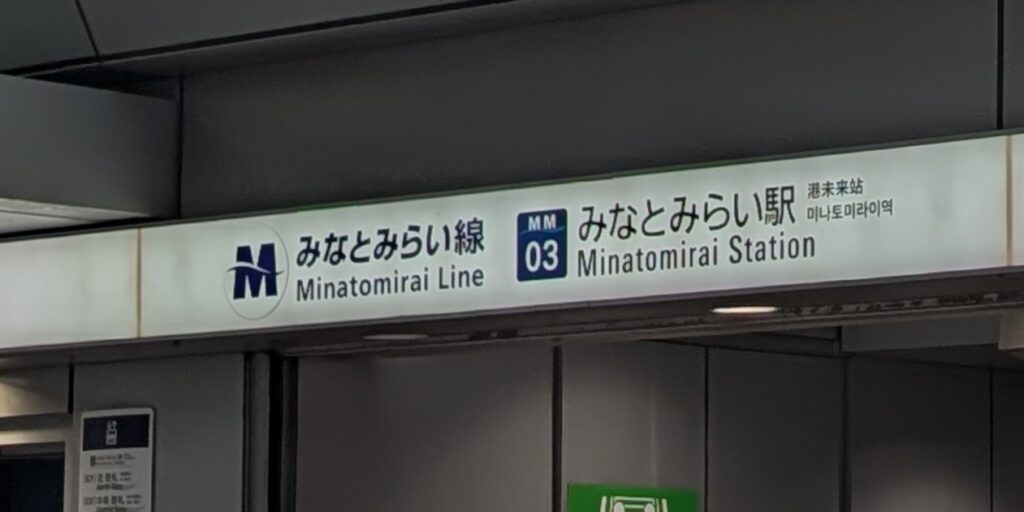 みなとみらい線
Minatomirai Line
MM
03
みなとみらい駅
Minatomirai Station
港未来站
미나토미라이역